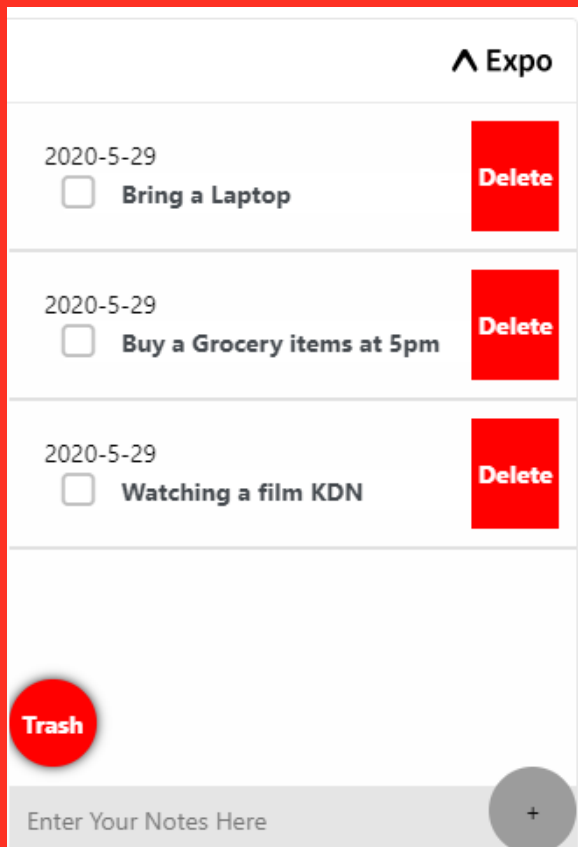 Expo
2020-5-29
Bring a Laptop
Delete
2020-5-29
Buy a Grocery items at 5pm
Delete
2020-5-29
Watching a film KDN
Delete
Trash
Enter Your Notes Here
+